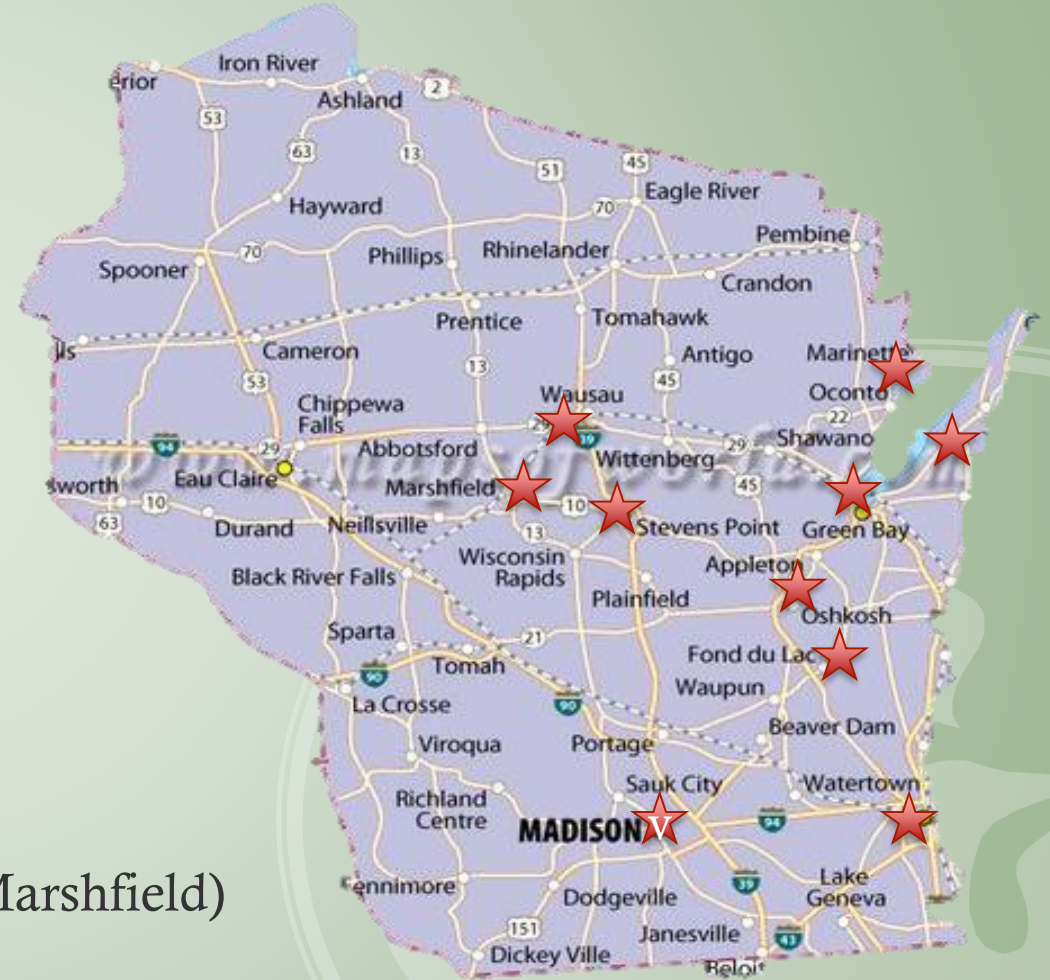 Iron River
erior
2
Ashland
53
63
13
51
45
Eagle River
Hayward
70
Pembine
70
Phillips
Rhinelander
Spooner
Crandon
Prentice
Tomahawk
lls
Cameron
Antigo
Marinette
13
53
45
Oconto
Wausau
22
Chippewa
Falls
29
39
29
Shawano
94
29
Abbotsford
Wittenberg
Eau Claire
Marshfield
45
sworth
10
10
63
Durand
Neillsville
13
Stevens Point
Green Bay
Wisconsin
Rapids
Appleton
Black River Falls
Plainfield
Oshkosh
Sparta
21
Fond du Lac
90
Tomah
Waupun
La Crosse
90
Beaver Dam
Viroqua
Portage
Sauk City
Watertown
Richland
Centre
MADISON
V
94
Lake
Geneva
39
ennimore
Dodgeville
Marshfield)
151
Janesville
43
Dickey Ville
Beloit